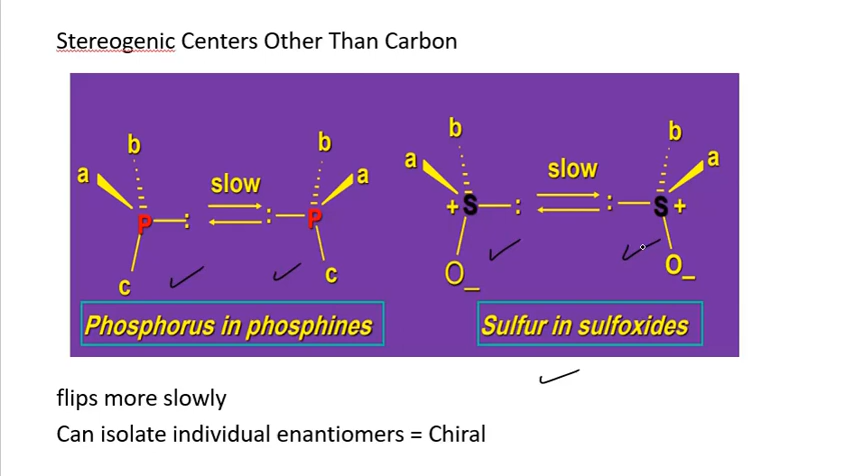 Stereogenic Centers Other Than Carbon
b
a
P
:
c
slow
b
a
:
P
c
b
a
+ S
:
O_
slow
b
a
:
S +
O_
Phosphorus in phosphines
Sulfur in sulfoxides
flips more slowly
Can isolate individual enantiomers = Chiral